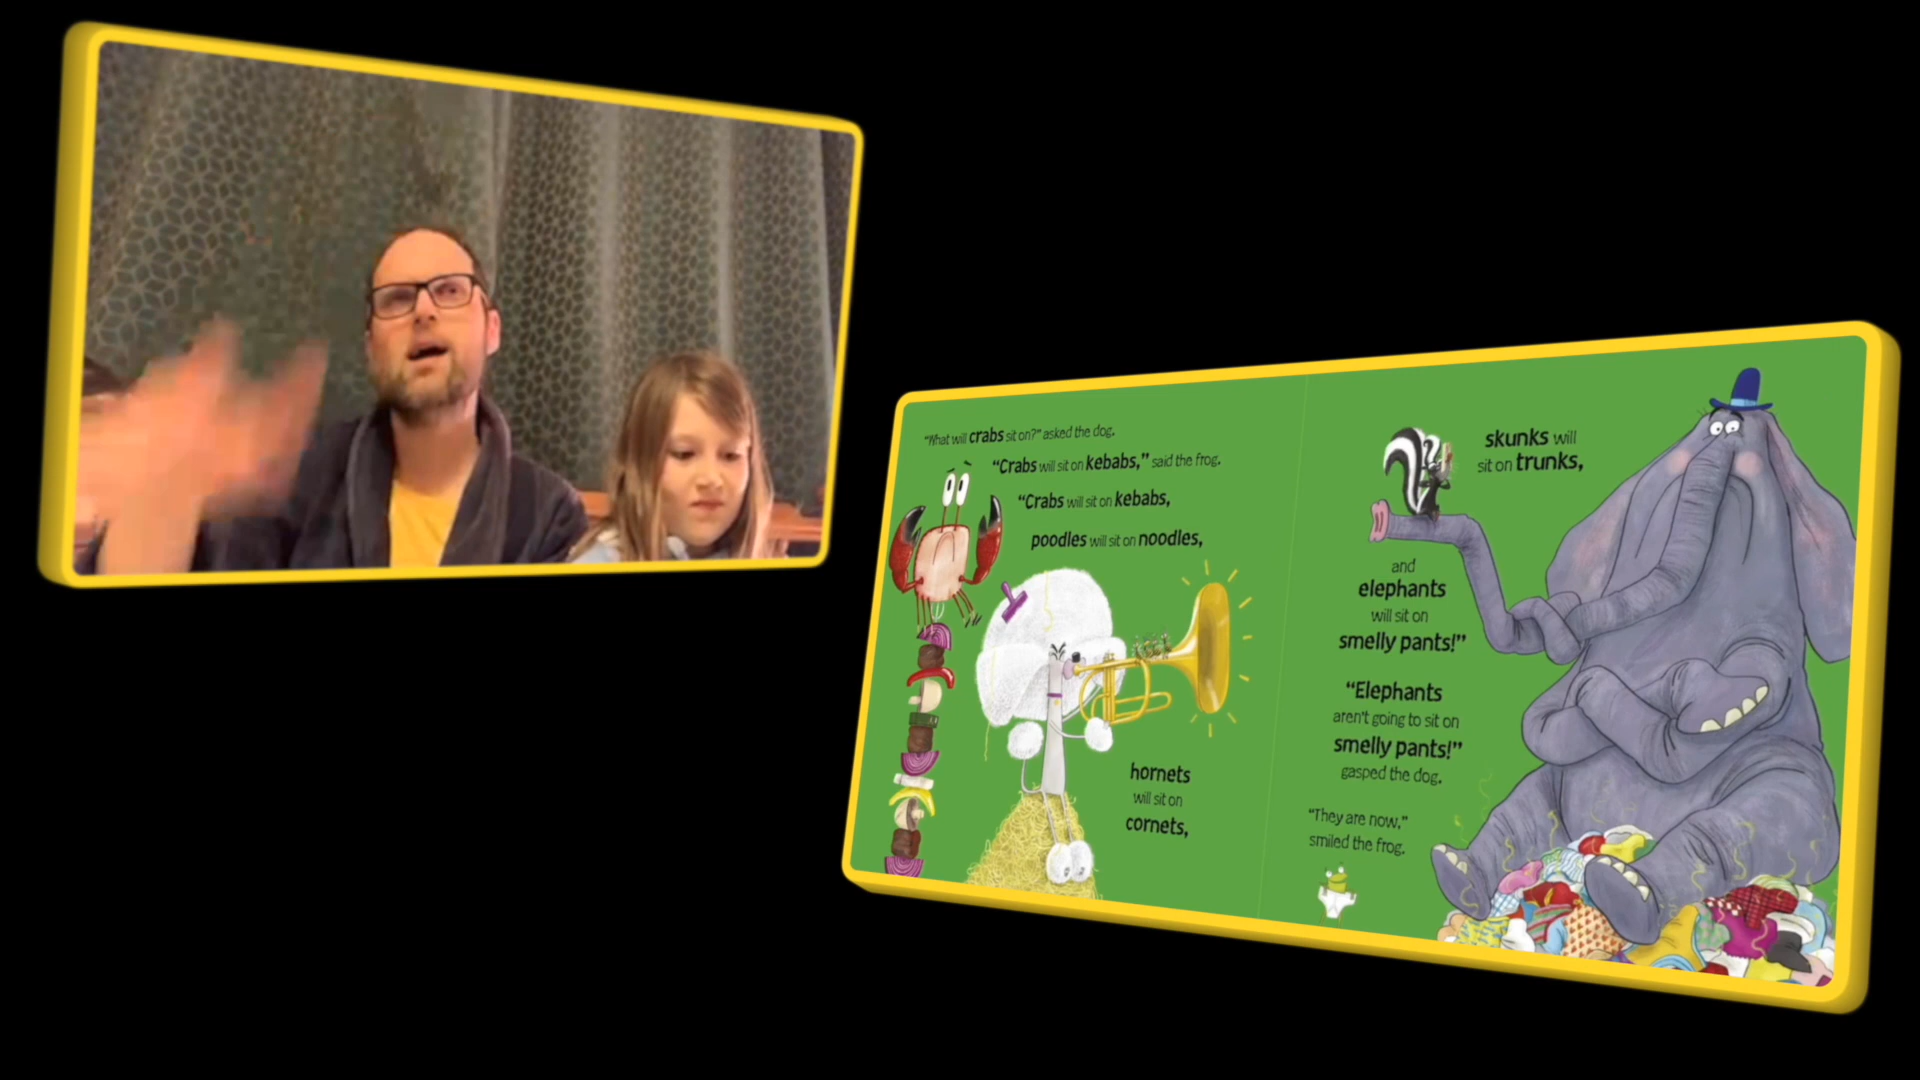 "What will crabs sit on?" asked the dog.
"Crabs will sit on kebabs," said the frog.
"Crabs will sit on kebabs,
poodles will sit on noodles,
hornets
will sit on
cornets,
skunks will
sit on trunks,
and
elephants
will sit on
smelly pants!"
"Elephants
aren't going to sit on
smelly pants!"
gasped the dog.
"They are now,"
smiled the frog.